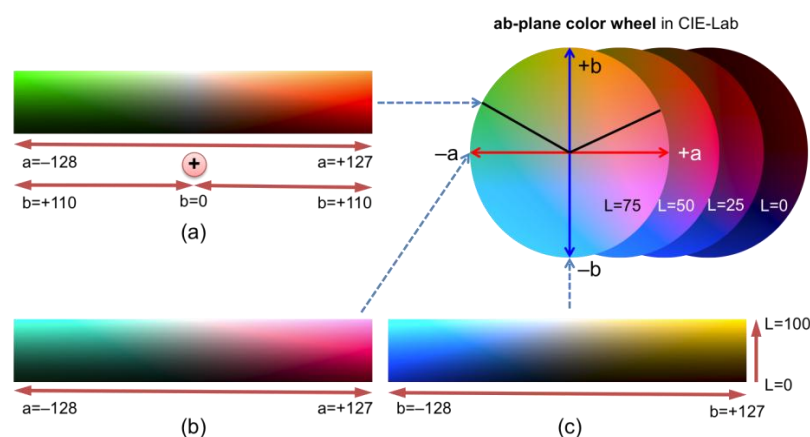 ab-plane color wheel in CIE-Lab
+b
–a
+a
L=75
L=50
L=25
L=0
–b
+
a=–128
a=+127
b=+110
b=0
b=+110
(a)
a=–128
a=+127
(b)
L=100
L=0
b=–128
b=+127
(c)